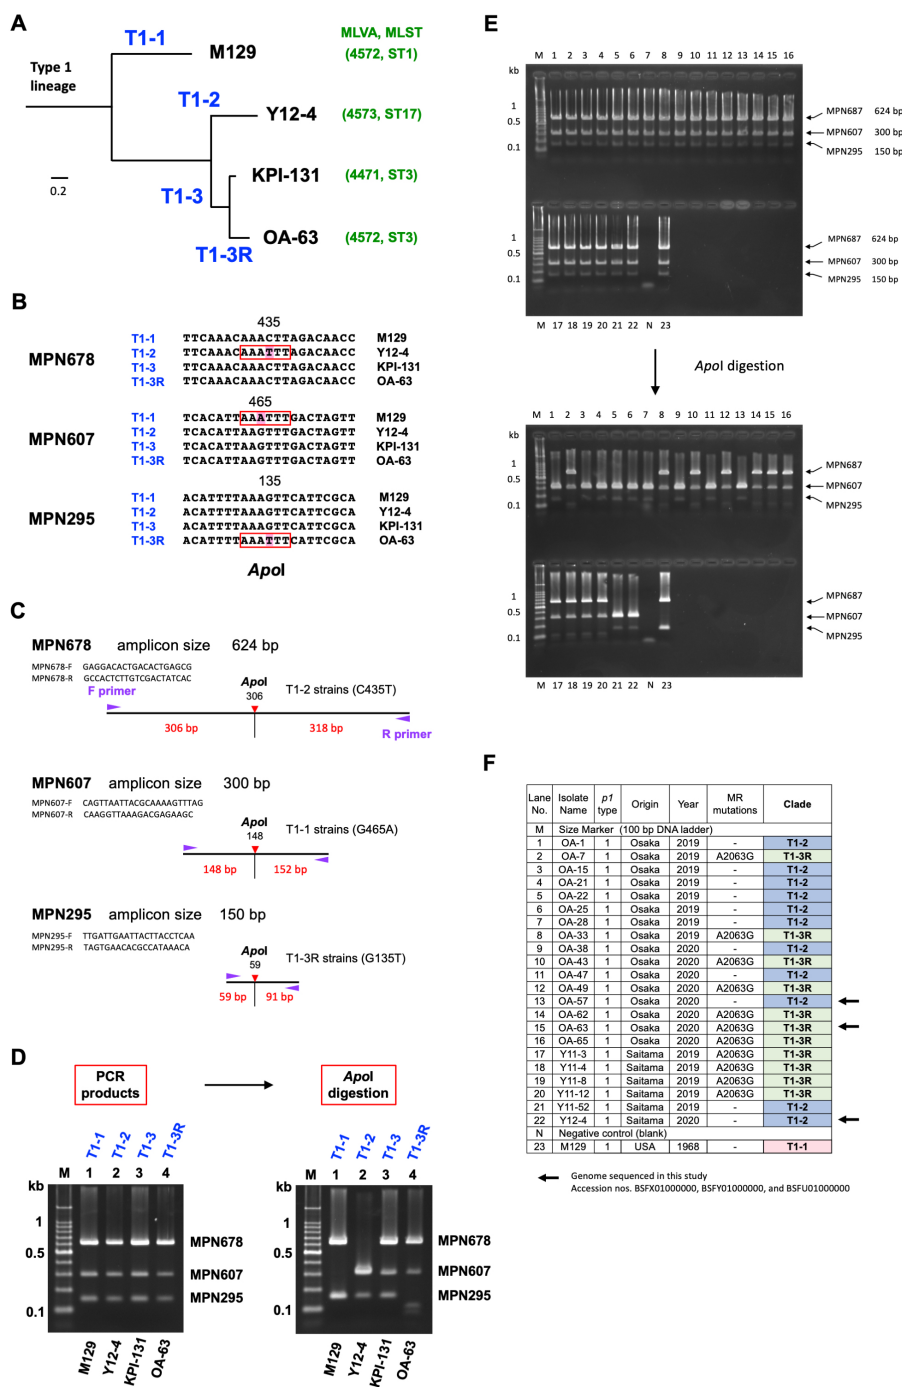 A
MLVA, MLST
T1-1
M129
(4572, ST1)
Type 1
lineage
T1-2
Y12-4
(4573, ST17)
KPI-131
(4471, ST3)
0.2
T1-3
OA-63
(4572, ST3)
T1-3R
B
435
MPN678
T1-1 TTCAAACAAACTTAGACAACC M129
T1-2 TTCAAACAAATTTAGACAACC Y12-4
T1-3 TTCAAACAAACTTAGACAACC KPI-131
T1-3R TTCAAACAAACTTAGACAACC OA-63
465
MPN607
T1-1 TCACATTAAATTTGACTAGTT M129
T1-2 TCACATTAAGTTTGACTAGTT Y12-4
T1-3 TCACATTAAGTTTGACTAGTT KPI-131
T1-3R TCACATTAAGTTTGACTAGTT OA-63
135
MPN295
T1-1 ACATTTTAAAGTTCATTCGCA M129
T1-2 ACATTTTAAAGTTCATTCGCA Y12-4
T1-3 ACATTTTAAAGTTCATTCGCA KPI-131
T1-3R ACATTTTAAATTTCATTCGCA OA-63
ApoI
C
MPN678 amplicon size 624 bp
MPN678-F GAGGACACTGACACTGAGCG
MPN678-R GCCACTCTTGTCGACTATCAC
F primer
ApoI
306
T1-2 strains (C435T)
306 bp 318 bp
R primer
MPN607 amplicon size 300 bp
MPN607-F CAGTTAATTACGCAAAAGTTTAG
MPN607-R CAAGGTTAAAGACGAGAAGC
ApoI
148
T1-1 strains (G465A)
148 bp 152 bp
MPN295 amplicon size 150 bp
MPN295-F TTGATTGAATTACTTACCTCAA
MPN295-R TAGTGAACACGCCATAAACA
ApoI
59
T1-3R strains (G135T)
59 bp 91 bp
D
PCR
products
ApoI
digestion
T1-1 T1-2 T1-3 T1-3R
M 1 2 3 4
kb
1
0.5
0.1
MPN678
MPN607
MPN295
M129 Y12-4 KPI-131 OA-63
T1-1 T1-2 T1-3 T1-3R
M 1 2 3 4
kb
1
0.5
0.1
MPN678
MPN607
MPN295
M129 Y12-4 KPI-131 OA-63
E
M 1 2 3 4 5 6 7 8 9 10 11 12 13 14 15 16
kb
1
0.5
0.1
MPN687 624 bp
MPN607 300 bp
MPN295 150 bp
1
0.5
0.1
MPN687 624 bp
MPN607 300 bp
MPN295 150 bp
M 17 18 19 20 21 22 N 23
ApoI digestion
M 1 2 3 4 5 6 7 8 9 10 11 12 13 14 15 16
kb
1
0.5
0.1
MPN687
MPN607
MPN295
1
0.5
0.1
MPN687
MPN607
MPN295
M 17 18 19 20 21 22 N 23
F
Lane No. Isolate Name p1 type Origin Year MR mutations Clade
M Size Marker (100 bp DNA ladder)
1 OA-1 1 Osaka 2019 - T1-2
2 OA-7 1 Osaka 2019 A2063G T1-3R
3 OA-15 1 Osaka 2019 - T1-2
4 OA-21 1 Osaka 2019 - T1-2
5 OA-22 1 Osaka 2019 - T1-2
6 OA-25 1 Osaka 2019 - T1-2
7 OA-28 1 Osaka 2019 - T1-2
8 OA-33 1 Osaka 2019 A2063G T1-3R
9 OA-38 1 Osaka 2020 - T1-2
10 OA-43 1 Osaka 2020 A2063G T1-3R
11 OA-47 1 Osaka 2020 - T1-2
12 OA-49 1 Osaka 2020 A2063G T1-3R
13 OA-57 1 Osaka 2020 - T1-2
14 OA-62 1 Osaka 2020 A2063G T1-3R
15 OA-63 1 Osaka 2020 A2063G T1-3R
16 OA-65 1 Osaka 2020 A2063G T1-3R
17 Y11-3 1 Saitama 2019 A2063G T1-3R
18 Y11-4 1 Saitama 2019 A2063G T1-3R
19 Y11-8 1 Saitama 2019 A2063G T1-3R
20 Y11-12 1 Saitama 2019 A2063G T1-3R
21 Y11-52 1 Saitama 2019 - T1-2
22 Y12-4 1 Saitama 2020 - T1-2
N Negative control (blank)
23 M129 1 USA 1968 - T1-1
Genome sequenced in this study
Accession nos. BSFX01000000, BSFY01000000, and BSFU01000000